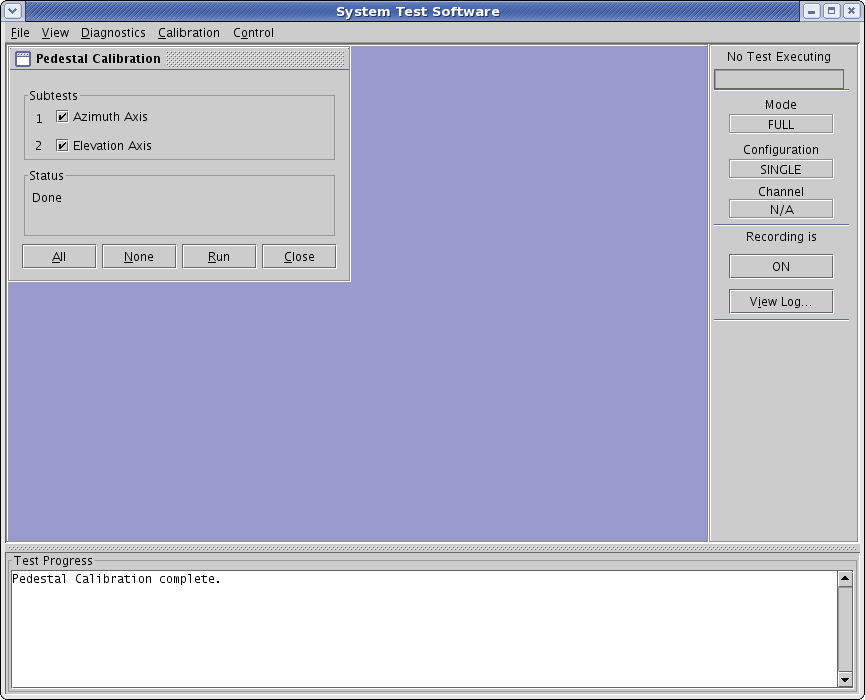 System Test Software
File View Diagnostics Calibration Control
Pedestal Calibration
Subtests
1 Azimuth Axis
2 Elevation Axis
Status
Done
All None Run Close
No Test Executing
Mode
FULL
Configuration
SINGLE
Channel
N/A
Recording is
ON
View Log...
Test Progress
Pedestal Calibration complete.